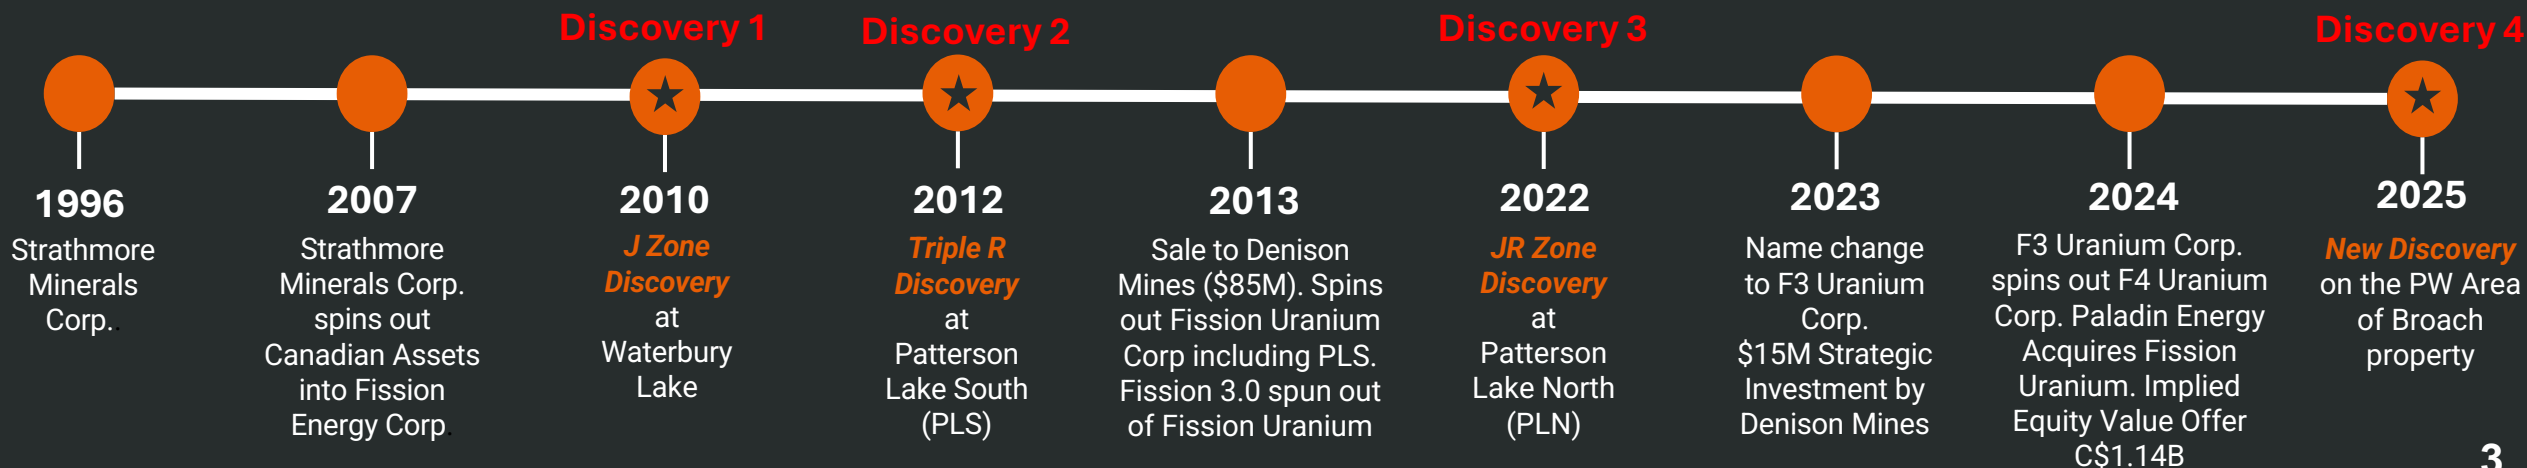 Discovery 1
Discovery 2
Discovery 3
Discovery 4
1996
Strathmore
Minerals
Corp..
2007
Strathmore
Minerals Corp.
spins out
Canadian Assets
into Fission
Energy Corp.
2010
J Zone
Discovery
at
Waterbury
Lake
2012
Triple R
Discovery
at
Patterson
Lake South
(PLS)
2013
Sale to Denison
Mines ($85M). Spins
out Fission Uranium
Corp including PLS.
Fission 3.0 spun out
of Fission Uranium
2022
JR Zone
Discovery
at
Patterson
Lake North
(PLN)
2023
Name change
to F3 Uranium
Corp.
$15M Strategic
Investment by
Denison Mines
2024
F3 Uranium Corp.
spins out F4 Uranium
Corp. Paladin Energy
Acquires Fission
Uranium. Implied
Equity Value Offer
C$1.14B
2025
New Discovery
on the PW Area
of Broach
property
3